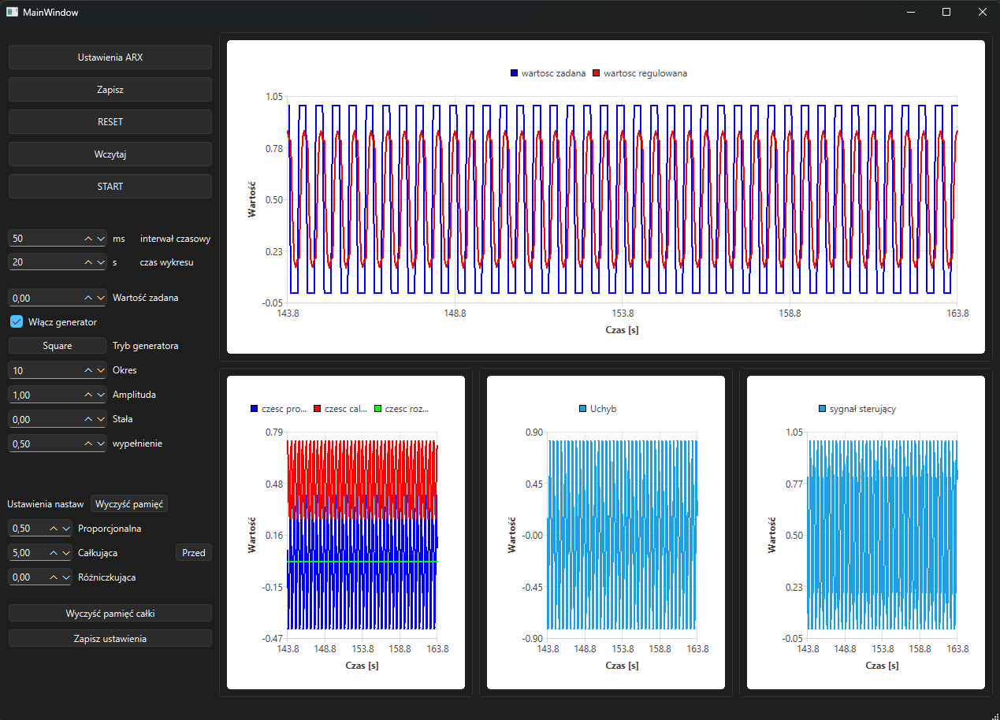 MainWindow
Ustawienia ARX
Zapisz
RESET
Wczytaj
START
50 ms interwał czasowy
20 s czas wykresu
0,00 Wartość zadana
Włącz generator
Square Tryb generatora
10 Okres
1,00 Amplituda
0,00 Stała
0,50 wypełnienie
Ustawienia nastaw Wyczyść pamięć
0,50 Proporcjonalna
5,00 Całkująca Przed
0,00 Różniczkująca
Wyczyść pamięć całki
Zapisz ustawienia
wartosc zadana wartosc regulowana
Wartość
1.05
0.78
0.50
0.23
-0.05
143.8 148.8 153.8 158.8 163.8
Czas [s]
czesc pro... czesc cal... czesc roz...
Wartość
0.79
0.48
0.16
-0.15
-0.47
143.8 148.8 153.8 158.8 163.8
Czas [s]
Uchyb
Wartość
0.90
0.45
-0.00
-0.45
-0.90
143.8 148.8 153.8 158.8 163.8
Czas [s]
sygnał sterujący
Wartość
1.05
0.77
0.50
0.23
-0.05
143.8 148.8 153.8 158.8 163.8
Czas [s]